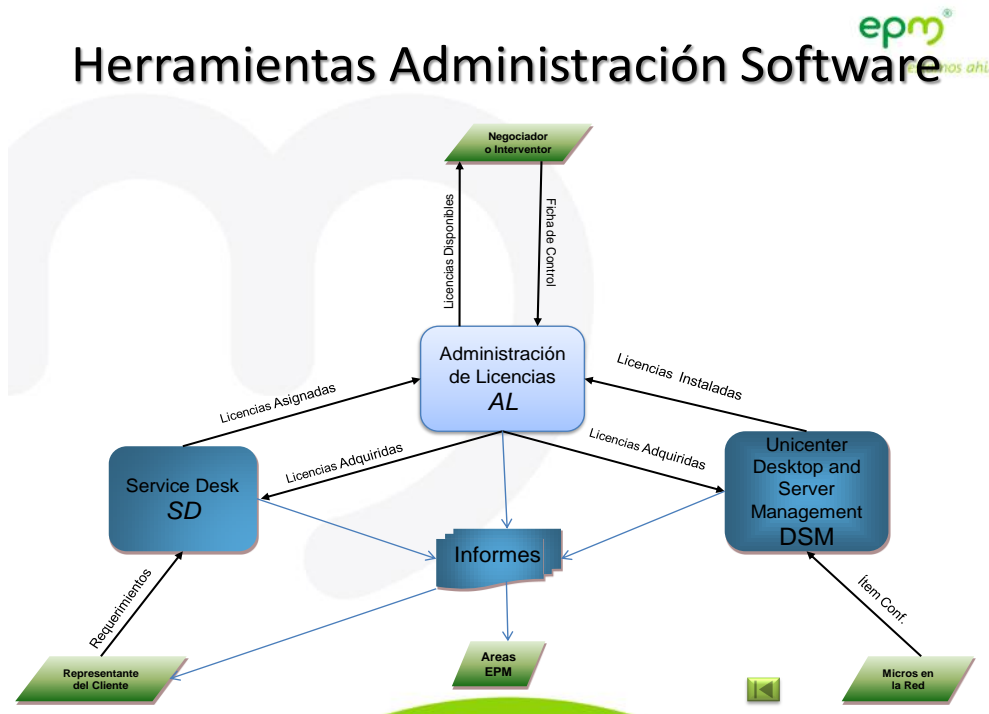 epm®
estamos ahí
Herramientas Administración Software
Negociador
o Interventor
Licencias Disponibles
Ficha de Control
Administración
de Licencias
AL
Licencias Asignadas
Licencias Instaladas
Licencias Adquiridas
Licencias Adquiridas
Service Desk
SD
Unicenter
Desktop and
Server
Management
DSM
Informes
Requerimientos
Ítem Conf.
Representante
del Cliente
Areas
EPM
Micros en
la Red